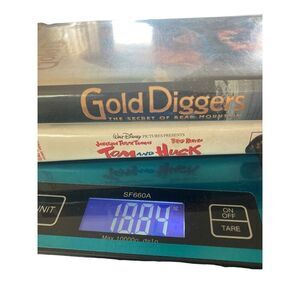 Gold Diggers
THE SECRET OF BEAR MOUNTAIN
WALT DISNEY PICTURES PRESENTS
JONATHAN TAYLOR THOMAS BRAD RENFRO
TOM AND HUCK
SF660A
UNIT
1884
ON
OFF
TARE
Max 10000g d=1g